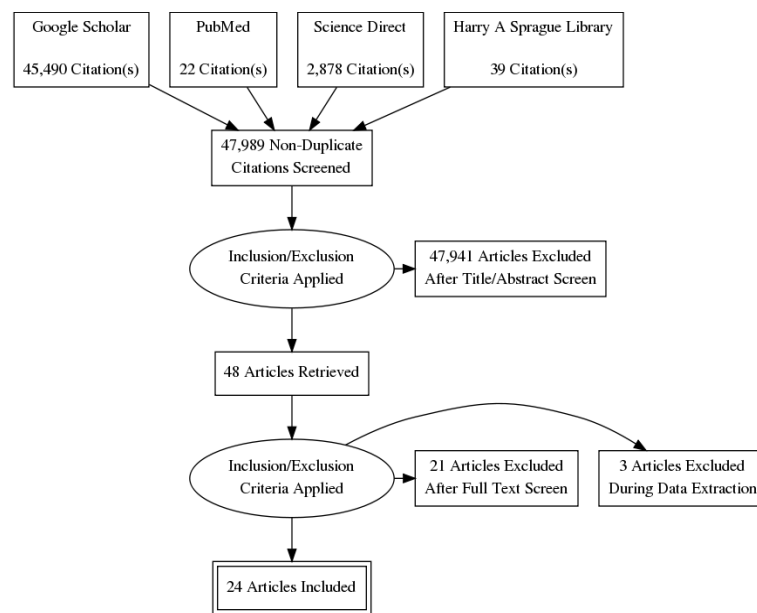 Google Scholar
45,490 Citation(s)
PubMed
22 Citation(s)
Science Direct
2,878 Citation(s)
Harry A Sprague Library
39 Citation(s)
47,989 Non-Duplicate
Citations Screened
Inclusion/Exclusion
Criteria Applied
47,941 Articles Excluded
After Title/Abstract Screen
48 Articles Retrieved
Inclusion/Exclusion
Criteria Applied
21 Articles Excluded
After Full Text Screen
3 Articles Excluded
During Data Extraction
24 Articles Included